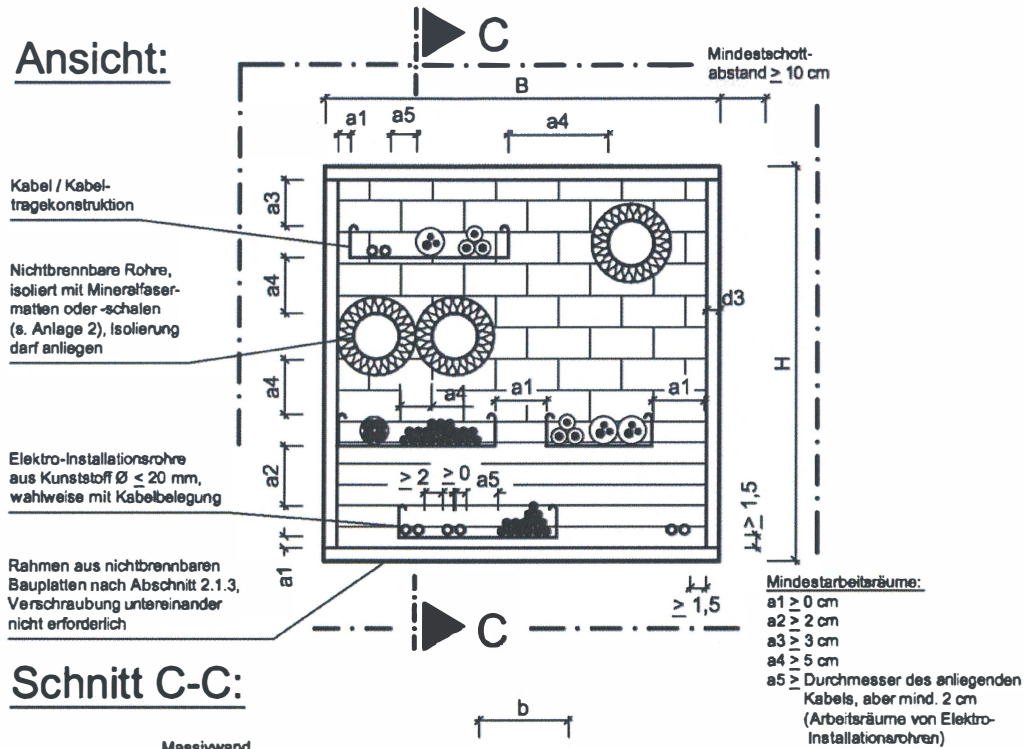 Ansicht:
C
Mindestschott-
abstand ≥ 10 cm
B
a1
a5
a4
Kabel / Kabel-
tragekonstruktion
a3
Nichtbrennbare Rohre,
isoliert mit Mineralfaser-
matten oder -schalen
(s. Anlage 2), Isolierung
darf anliegen
a4
d3
H
a4
a4
a1
a1
Elektro-Installationsrohre
aus Kunststoff Ø ≤ 20 mm,
wahlweise mit Kabelbelegung
a2
≥ 2
≥ 0
a5
≥ 1,5
Rahmen aus nichtbrennbaren
Bauplatten nach Abschnitt 2.1.3,
Verschraubung untereinander
nicht erforderlich
a1
≥ 1,5
C
Mindestarbeitsräume:
a1 ≥ 0 cm
a2 ≥ 2 cm
a3 ≥ 3 cm
a4 ≥ 5 cm
a5 ≥ Durchmesser des anliegenden
Kabels, aber mind. 2 cm
(Arbeitsräume von Elektro-
Installationsrohren)
Schnitt C-C:
b
Massivwand